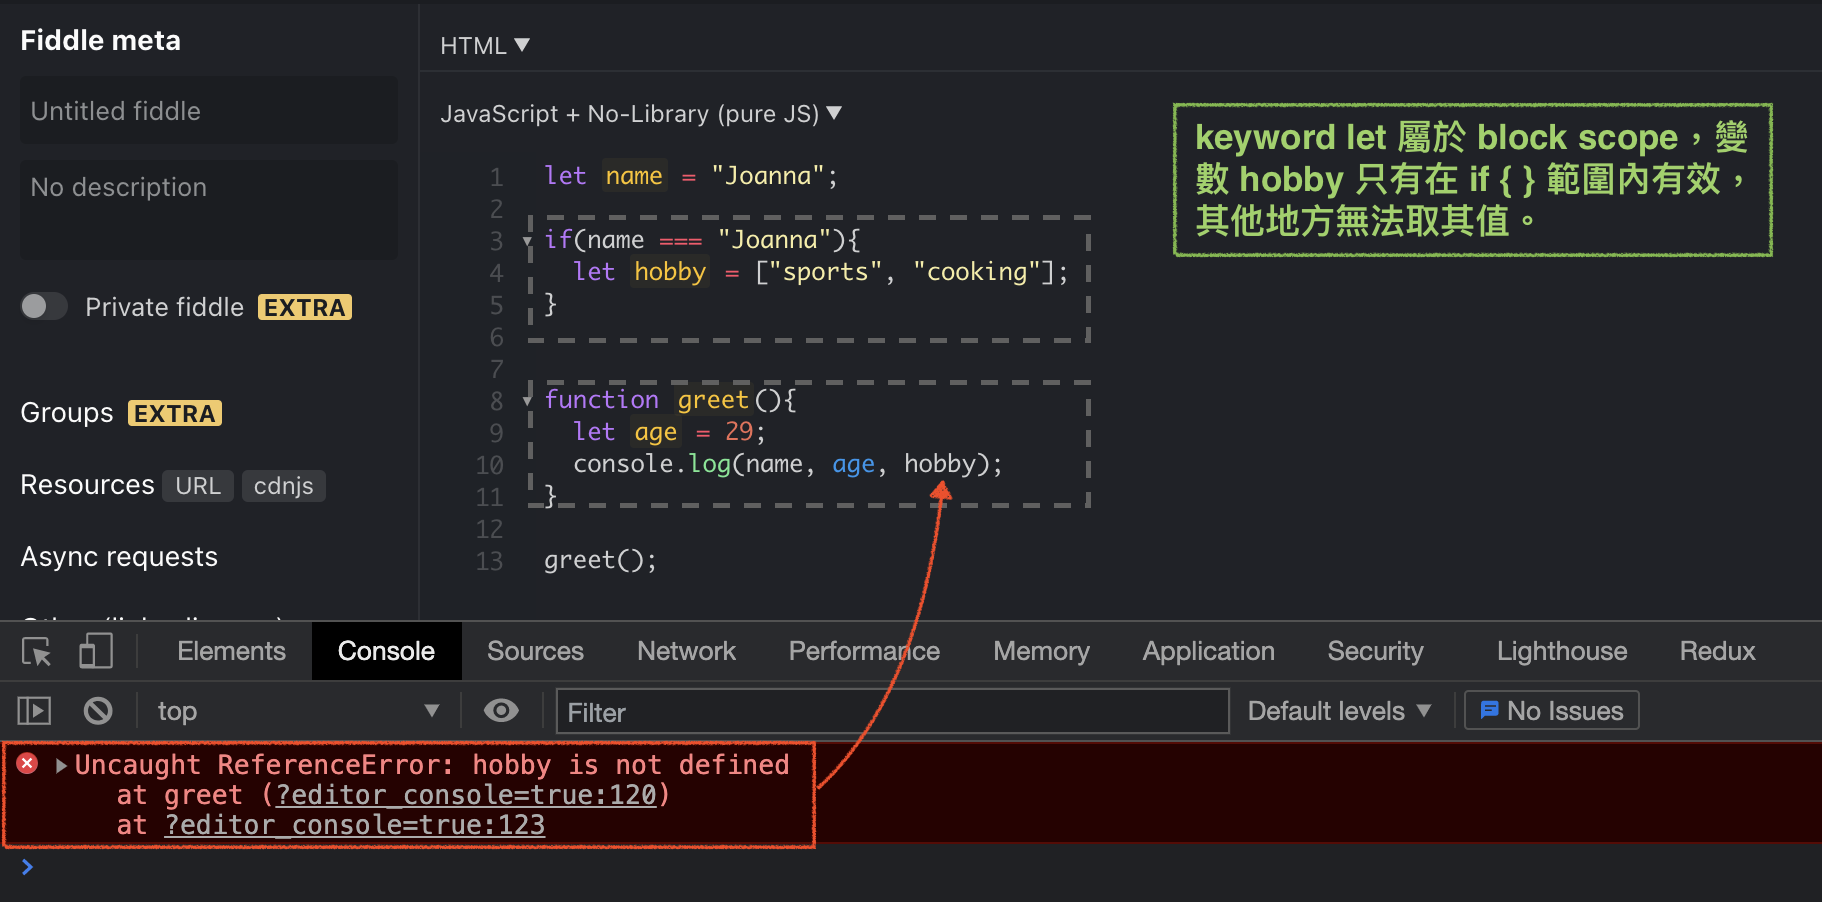 Fiddle meta
Untitled fiddle
No description
Private fiddle EXTRA
Groups EXTRA
Resources URL cdnjs
Async requests
HTML ▼
JavaScript + No-Library (pure JS) ▼
1 let name = "Joanna";
2
3 if(name === "Joanna"){
4 let hobby = ["sports", "cooking"];
5 }
6
7
8 function greet(){
9 let age = 29;
10 console.log(name, age, hobby);
11 }
12
13 greet();
keyword let 屬於 block scope，變
數 hobby 只有在 if { } 範圍內有效，
其他地方無法取其值。
Elements Console Sources Network Performance Memory Application Security Lighthouse Redux
top ▼ Filter Default levels ▼ No Issues
Uncaught ReferenceError: hobby is not defined
at greet (?editor_console=true:120)
at ?editor_console=true:123